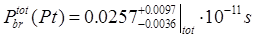 P_{br}^{tot}(Pt) = 0.0257^{+0.0097}_{-0.0036}|_{tot} · 10^{-11} s